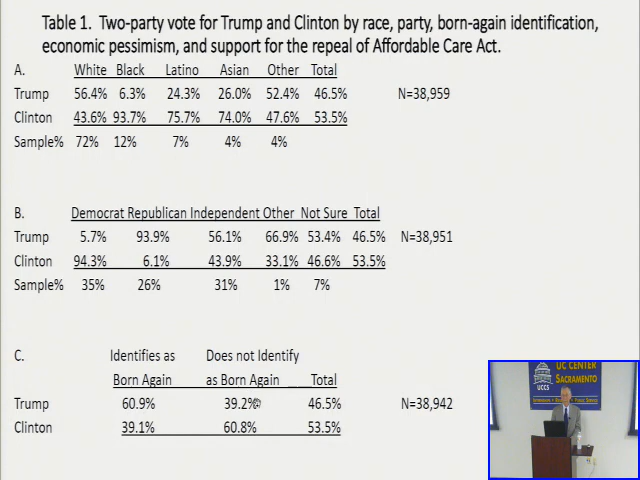 Table 1. Two-party vote for Trump and Clinton by race, party, born-again identification,
economic pessimism, and support for the repeal of Affordable Care Act.
A. White Black Latino Asian Other Total
Trump 56.4% 6.3% 24.3% 26.0% 52.4% 46.5% N=38,959
Clinton 43.6% 93.7% 75.7% 74.0% 47.6% 53.5%
Sample% 72% 12% 7% 4% 4%
B. Democrat Republican Independent Other Not Sure Total
Trump 5.7% 93.9% 56.1% 66.9% 53.4% 46.5% N=38,951
Clinton 94.3% 6.1% 43.9% 33.1% 46.6% 53.5%
Sample% 35% 26% 31% 1% 7%
C. Identifies as Does not Identify
Born Again as Born Again Total
Trump 60.9% 39.2% 46.5% N=38,942
Clinton 39.1% 60.8% 53.5%
UC CENTER
SACRAMENTO
UCCS